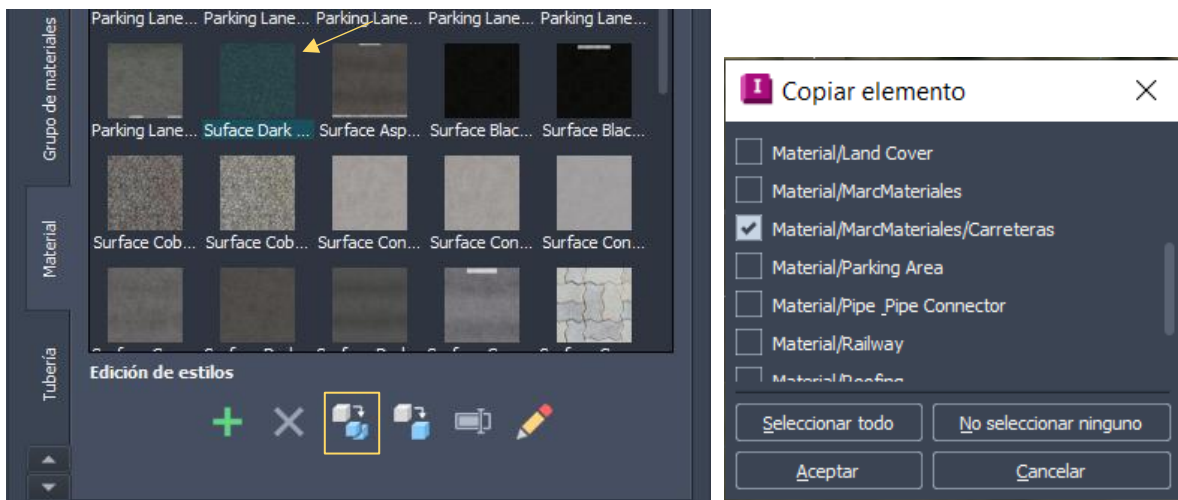 Parking Lane... Parking Lane... Parking Lane... Parking Lane... Parking Lane...
Parking Lane... Suface Dark ... Surface Asp... Surface Blac... Surface Blac...
Surface Cob... Surface Cob... Surface Con... Surface Con... Surface Con...
Grupo de materiales
Material
Tubería
Edición de estilos
I Copiar elemento
Material/Land Cover
Material/MarcMateriales
Material/MarcMateriales/Carreteras
Material/Parking Area
Material/Pipe_Pipe Connector
Material/Railway
Material/Roofing
Seleccionar todo No seleccionar ninguno
Aceptar Cancelar